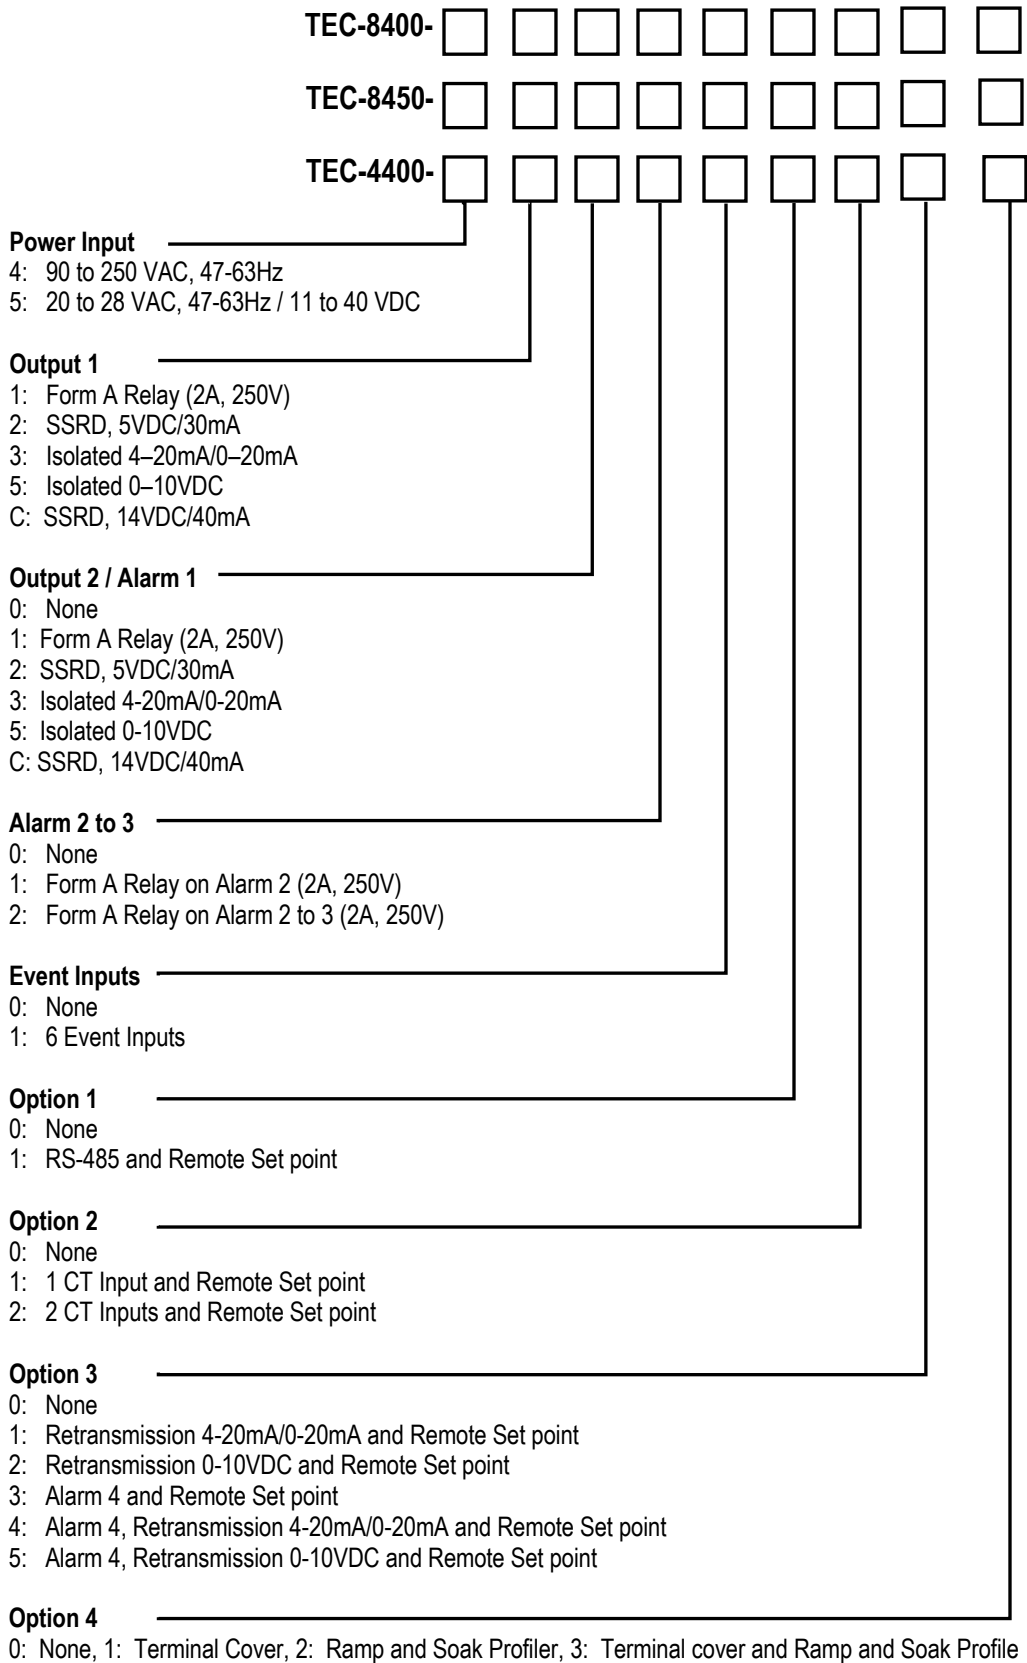 TEC-8400-
TEC-8450-
TEC-4400-
Power Input
4: 90 to 250 VAC, 47-63Hz
5: 20 to 28 VAC, 47-63Hz / 11 to 40 VDC
Output 1
1: Form A Relay (2A, 250V)
2: SSRD, 5VDC/30mA
3: Isolated 4–20mA/0–20mA
5: Isolated 0–10VDC
C: SSRD, 14VDC/40mA
Output 2 / Alarm 1
0: None
1: Form A Relay (2A, 250V)
2: SSRD, 5VDC/30mA
3: Isolated 4-20mA/0-20mA
5: Isolated 0-10VDC
C: SSRD, 14VDC/40mA
Alarm 2 to 3
0: None
1: Form A Relay on Alarm 2 (2A, 250V)
2: Form A Relay on Alarm 2 to 3 (2A, 250V)
Event Inputs
0: None
1: 6 Event Inputs
Option 1
0: None
1: RS-485 and Remote Set point
Option 2
0: None
1: 1 CT Input and Remote Set point
2: 2 CT Inputs and Remote Set point
Option 3
0: None
1: Retransmission 4-20mA/0-20mA and Remote Set point
2: Retransmission 0-10VDC and Remote Set point
3: Alarm 4 and Remote Set point
4: Alarm 4, Retransmission 4-20mA/0-20mA and Remote Set point
5: Alarm 4, Retransmission 0-10VDC and Remote Set point
Option 4
0: None, 1: Terminal Cover, 2: Ramp and Soak Profiler, 3: Terminal cover and Ramp and Soak Profile